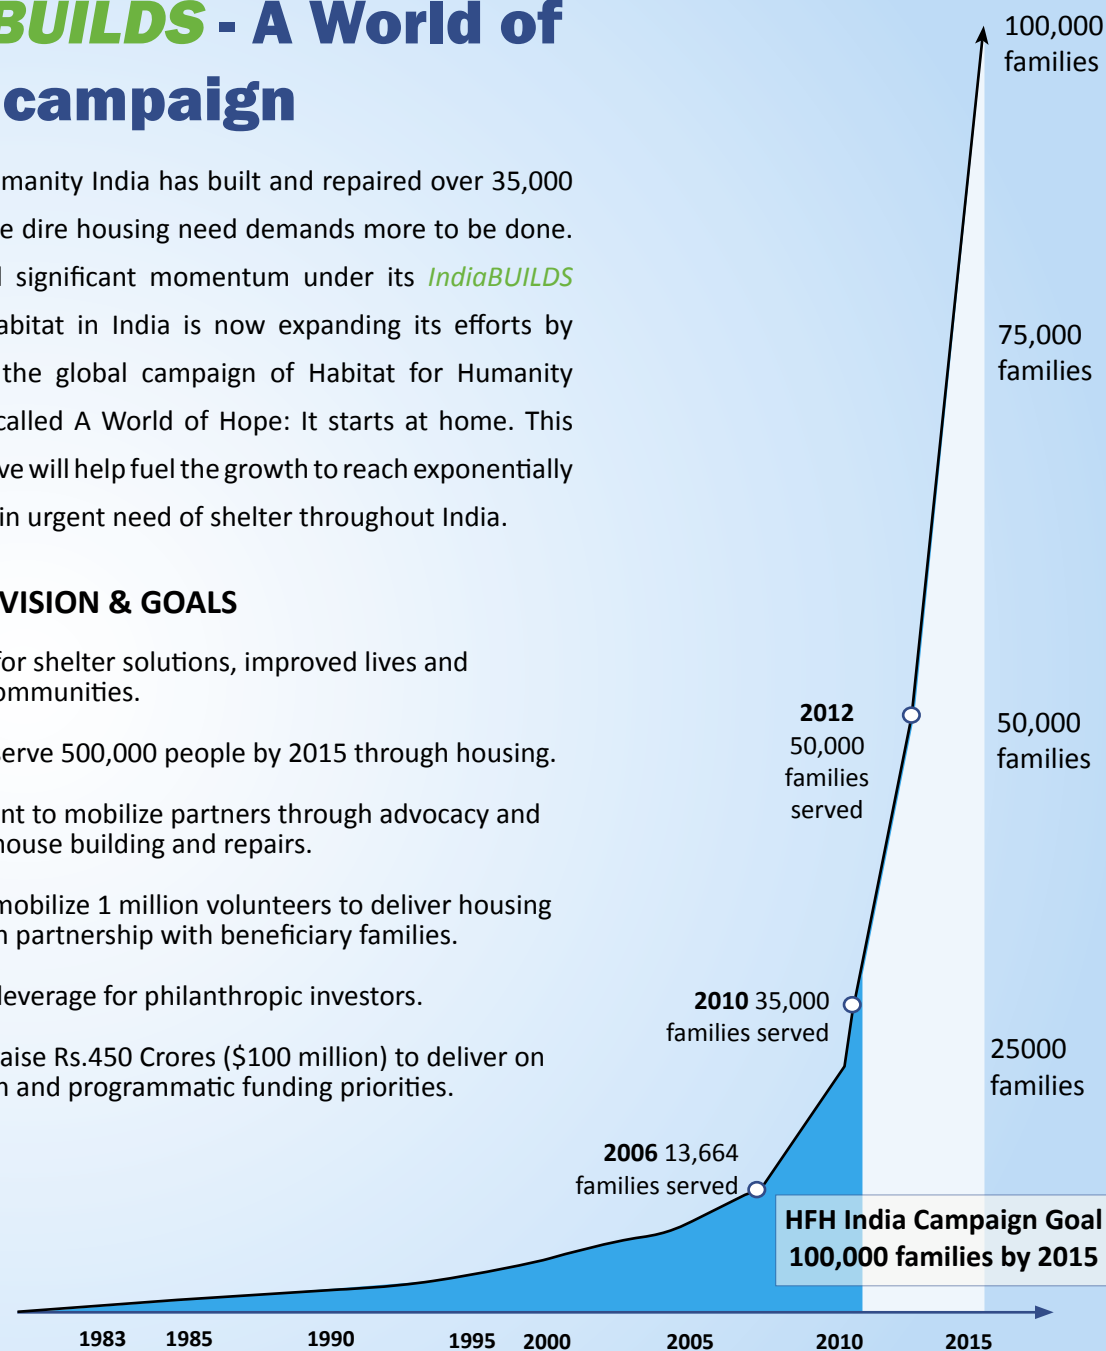 BUILDS - A World of
campaign
manity India has built and repaired over 35,000
e dire housing need demands more to be done.
significant momentum under its IndiaBUILDS
abitat in India is now expanding its efforts by
the global campaign of Habitat for Humanity
called A World of Hope: It starts at home. This
ve will help fuel the growth to reach exponentially
in urgent need of shelter throughout India.
VISION & GOALS
for shelter solutions, improved lives and
ommunities.
serve 500,000 people by 2015 through housing.
nt to mobilize partners through advocacy and
house building and repairs.
mobilize 1 million volunteers to deliver housing
n partnership with beneficiary families.
leverage for philanthropic investors.
aise Rs.450 Crores ($100 million) to deliver on
n and programmatic funding priorities.
100,000
families
75,000
families
50,000
families
25000
families
2012
50,000
families
served
2010 35,000
families served
2006 13,664
families served
HFH India Campaign Goal
100,000 families by 2015
1983 1985 1990 1995 2000 2005 2010 2015